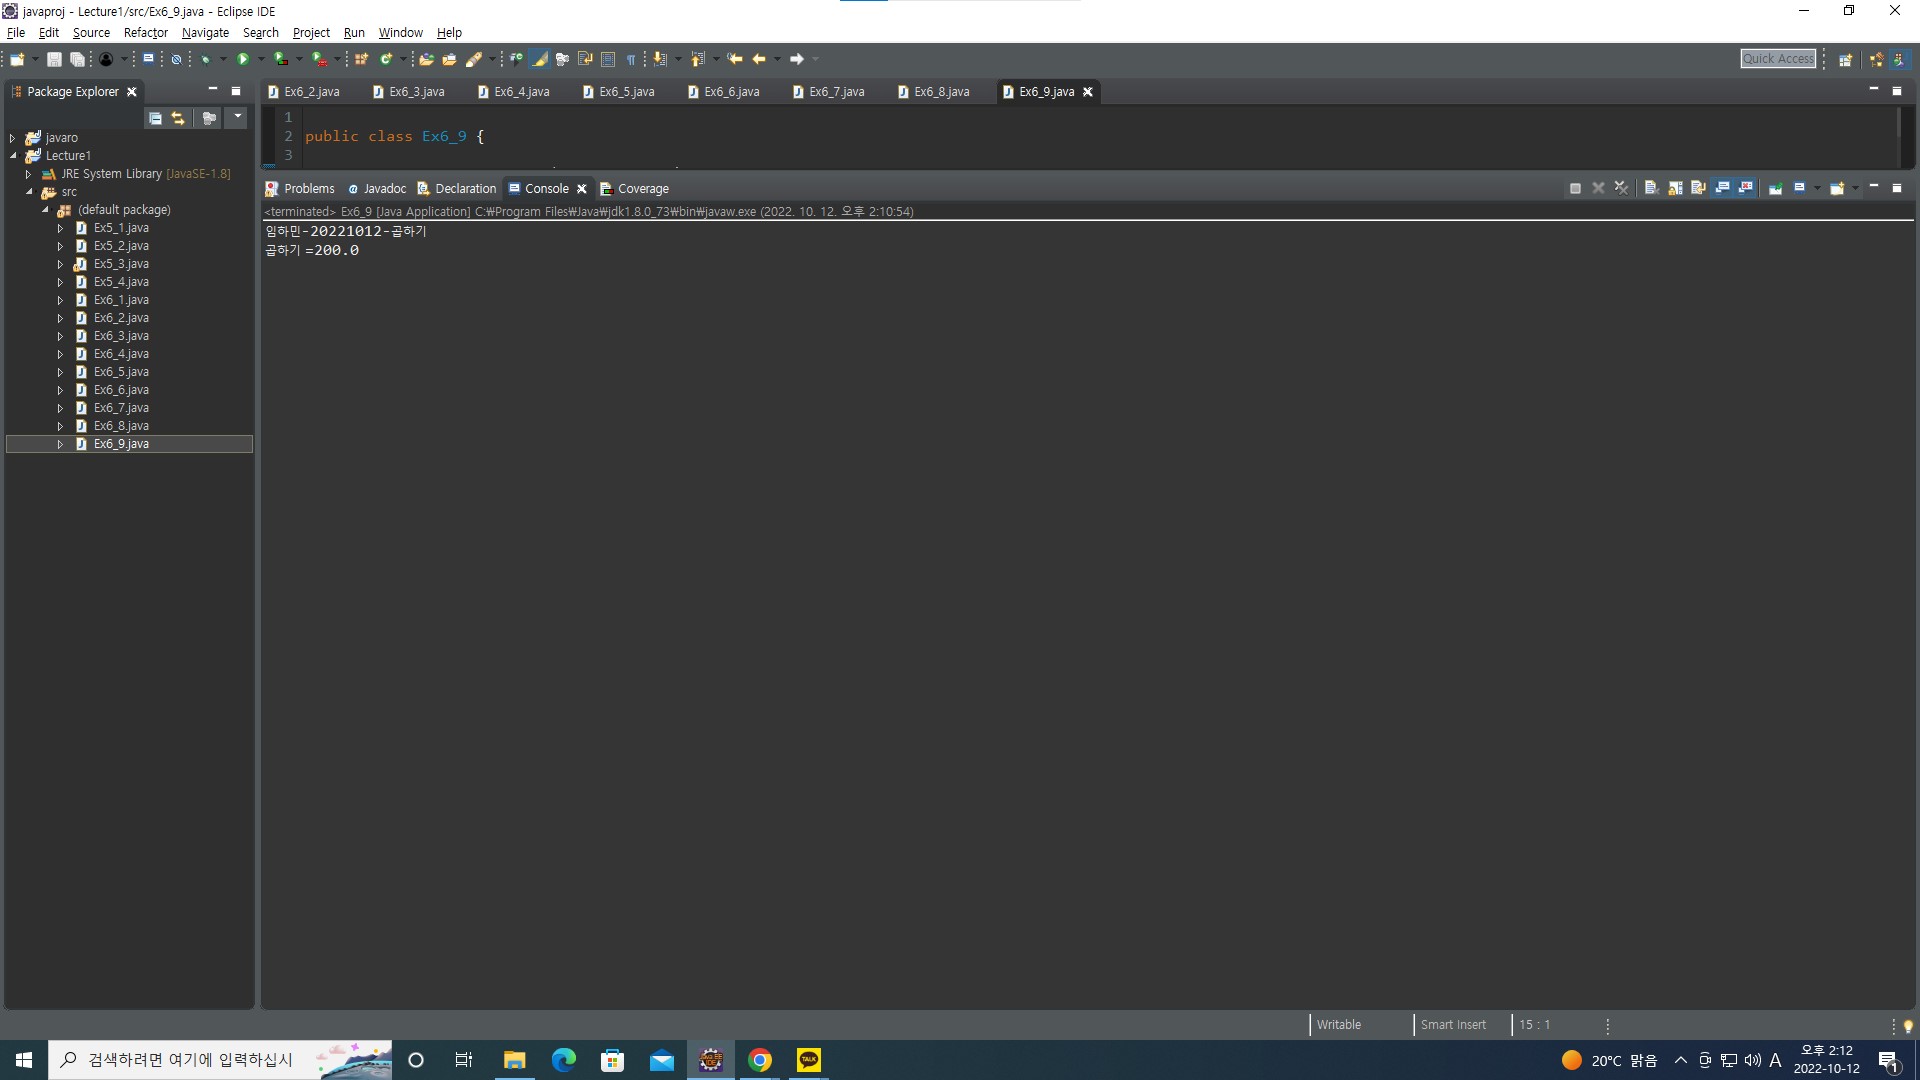 javaproj - Lecture1/src/Ex6_9.java - Eclipse IDE
File Edit Source Refactor Navigate Search Project Run Window Help
Quick Access
Package Explorer
Ex6_2.java Ex6_3.java Ex6_4.java Ex6_5.java Ex6_6.java Ex6_7.java Ex6_8.java Ex6_9.java
1
2 public class Ex6_9 {
3
javaro
Lecture1
JRE System Library [JavaSE-1.8]
src
(default package)
Ex5_1.java
Ex5_2.java
Ex5_3.java
Ex5_4.java
Ex6_1.java
Ex6_2.java
Ex6_3.java
Ex6_4.java
Ex6_5.java
Ex6_6.java
Ex6_7.java
Ex6_8.java
Ex6_9.java
Problems Javadoc Declaration Console Coverage
<terminated> Ex6_9 [Java Application] C:₩Program Files₩Java₩jdk1.8.0_73₩bin₩javaw.exe (2022. 10. 12. 오후 2:10:54)
임하민-20221012-곱하기
곱하기 =200.0
Writable Smart Insert 15 : 1
검색하려면 여기에 입력하십시
TALK
20°C 맑음
A
오후 2:12
2022-10-12
1